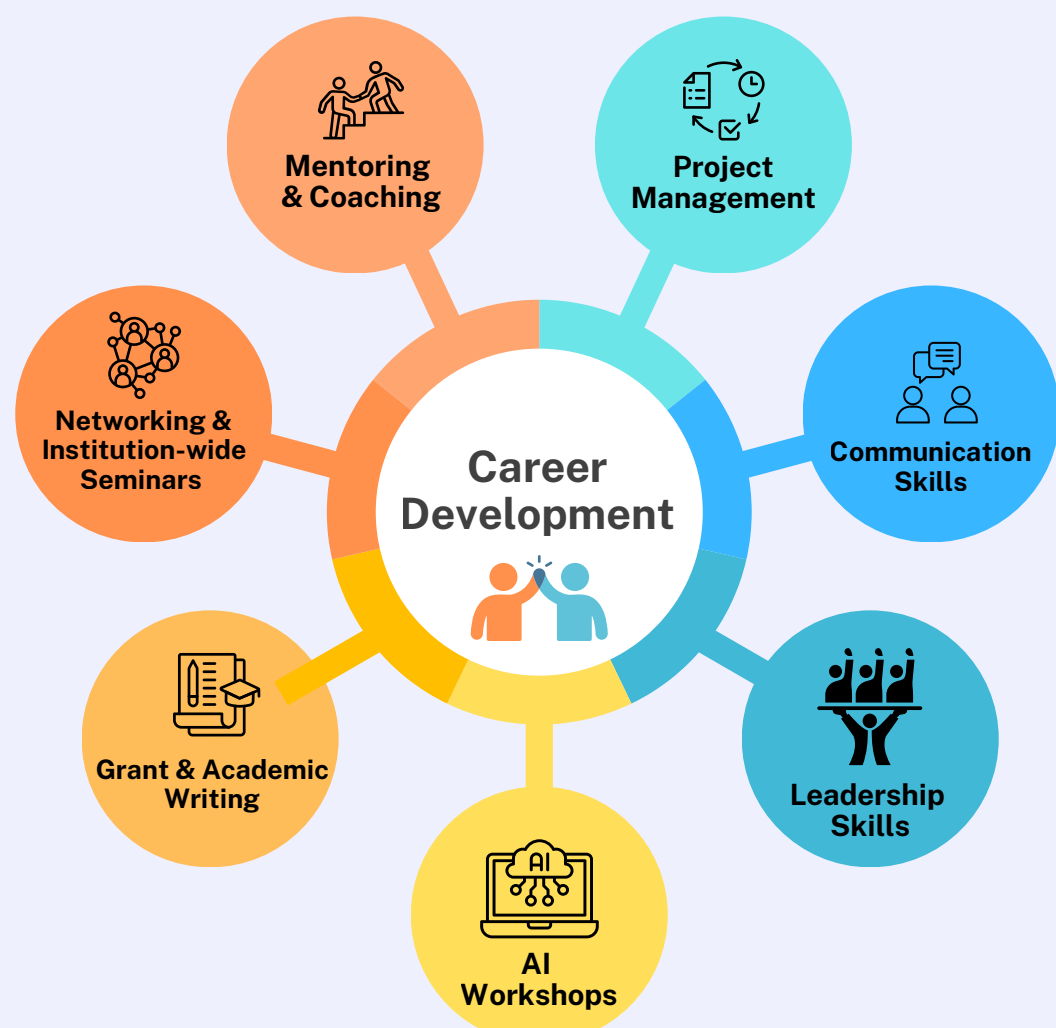 Mentoring
& Coaching
Project
Management
Networking &
Institution-wide
Seminars
Communication
Skills
Career
Development
Grant & Academic
Writing
Leadership
Skills
AI
AI
Workshops